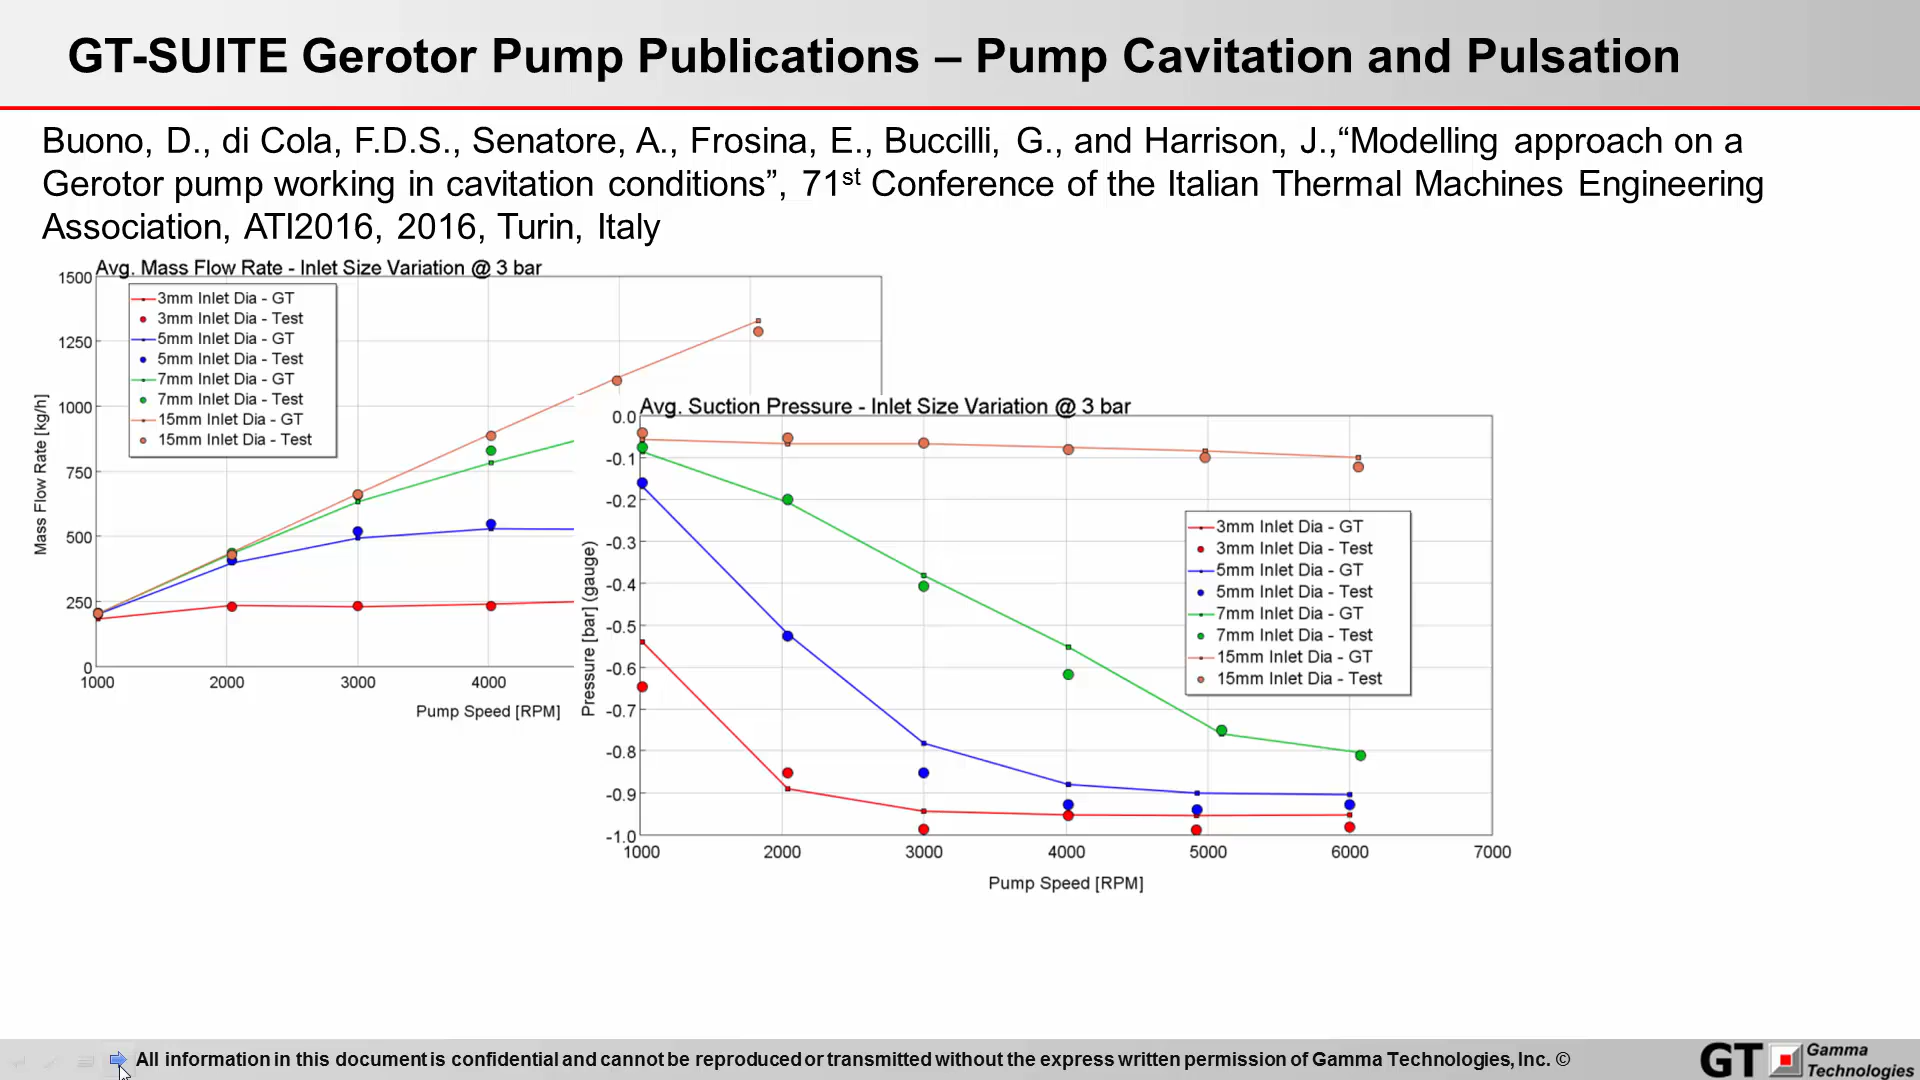 GT-SUITE Gerotor Pump Publications – Pump Cavitation and Pulsation
Buono, D., di Cola, F.D.S., Senatore, A., Frosina, E., Buccilli, G., and Harrison, J.,“Modelling approach on a
Gerotor pump working in cavitation conditions”, 71st Conference of the Italian Thermal Machines Engineering
Association, ATI2016, 2016, Turin, Italy
Avg. Mass Flow Rate - Inlet Size Variation @ 3 bar
1500
1250
1000
750
500
250
0
Mass Flow Rate [kg/h]
3mm Inlet Dia - GT
3mm Inlet Dia - Test
5mm Inlet Dia - GT
5mm Inlet Dia - Test
7mm Inlet Dia - GT
7mm Inlet Dia - Test
15mm Inlet Dia - GT
15mm Inlet Dia - Test
1000 2000 3000 4000
Pump Speed [RPM]
Avg. Suction Pressure - Inlet Size Variation @ 3 bar
0.0
-0.1
-0.2
-0.3
-0.4
-0.5
-0.6
-0.7
-0.8
-0.9
-1.0
Pressure [bar] (gauge)
3mm Inlet Dia - GT
3mm Inlet Dia - Test
5mm Inlet Dia - GT
5mm Inlet Dia - Test
7mm Inlet Dia - GT
7mm Inlet Dia - Test
15mm Inlet Dia - GT
15mm Inlet Dia - Test
1000 2000 3000 4000 5000 6000 7000
Pump Speed [RPM]
All information in this document is confidential and cannot be reproduced or transmitted without the express written permission of Gamma Technologies, Inc. ©
GT Gamma
Technologies